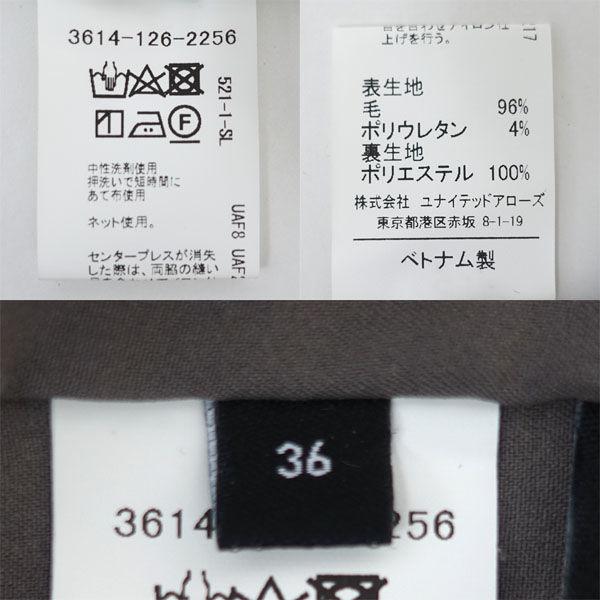 3614-126-2256
521-1-SL
F
中性洗剤使用
押洗いで短時間に
あて布使用
ネット使用。
UAF8 UAF2
センタープレスが消失
した際は、両脇の縫い
上げを行う。
217
表生地
毛 96%
ポリウレタン 4%
裏生地
ポリエステル 100%
株式会社 ユナイテッドアローズ
東京都港区赤坂 8-1-19
ベトナム製
36
3614
2256